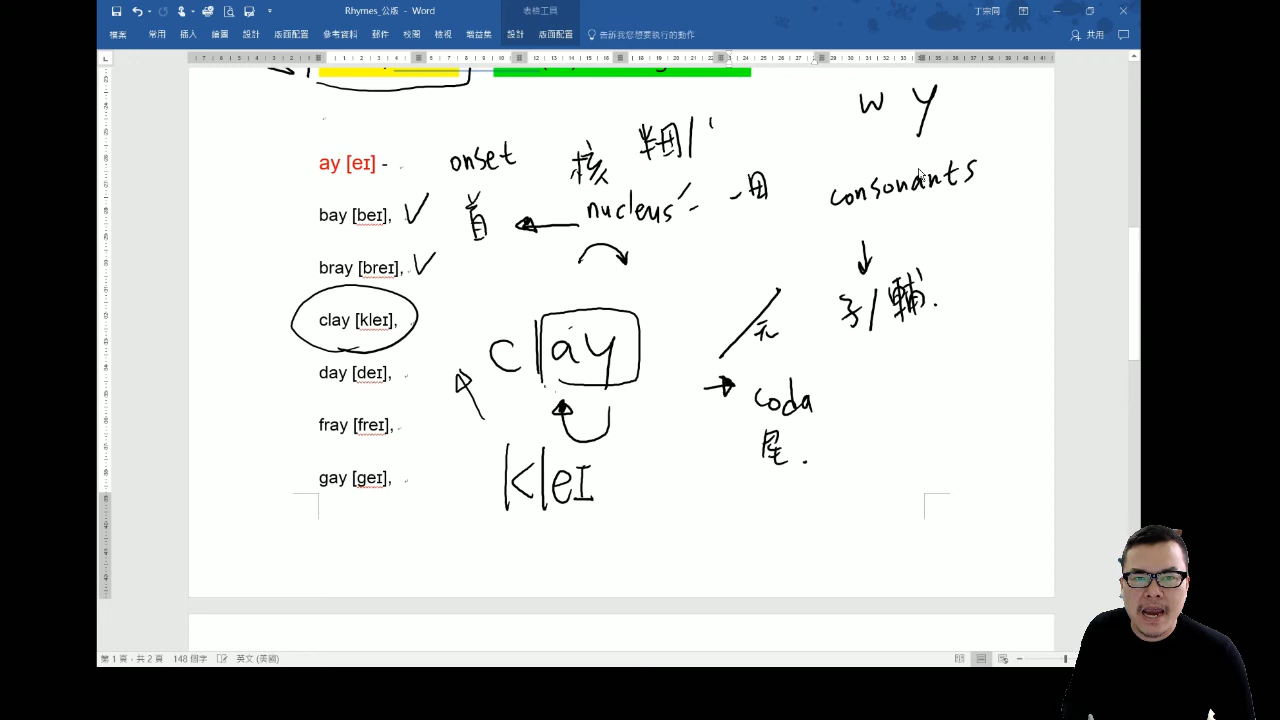 Rhymes_公版 - Word
表格工具
丁宗同
檔案 常用 插入 繪圖 設計 版面配置 參考資料 郵件 校閱 檢視 增益集 設計 版面配置 告訴我您想要執行的動作
共用
w y
ay [eɪ] -
onset 核
consonants
bay [beɪ],
首 nucleus
bray [breɪ],
子/輔.
clay [kleɪ],
clay
無
day [deɪ],
coda
fray [freɪ],
尾.
gay [geɪ],
kleɪ
第 1 頁，共 2 頁 148 個字 英文 (美國)